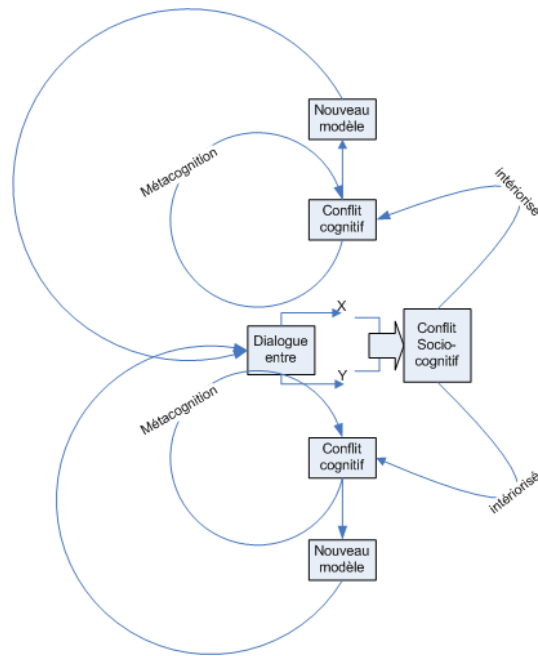 Nouveau
modèle
Métacognition
intériorisé
Conflit
cognitif
X
Dialogue
entre
Conflit
Socio-
cognitif
Y
Métacognition
Conflit
cognitif
intériorisé
Nouveau
modèle